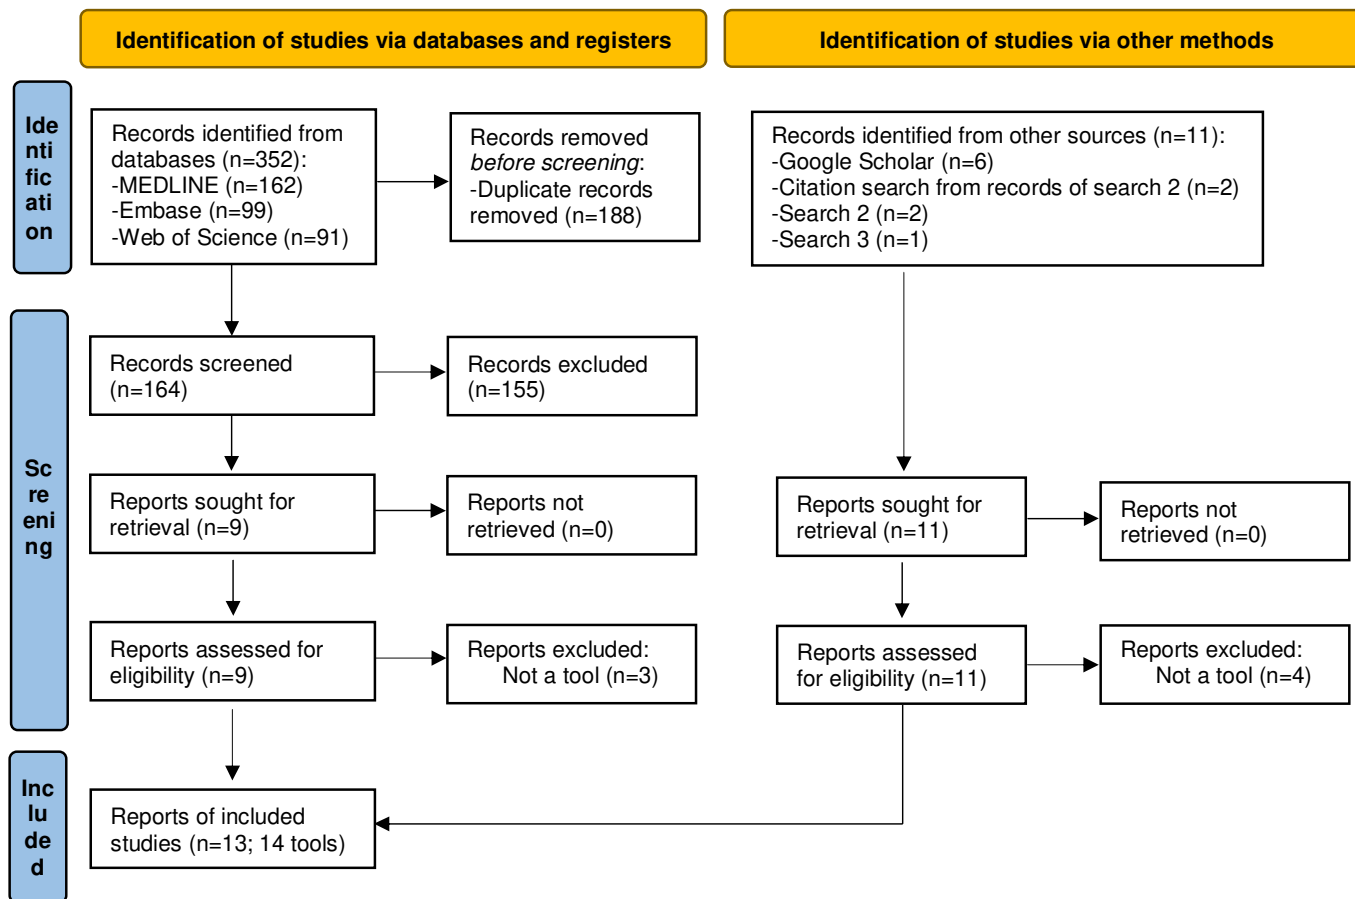 Identification of studies via databases and registers
Identification of studies via other methods
Ide
nti
fic
ati
on
Records identified from
databases (n=352):
-MEDLINE (n=162)
-Embase (n=99)
-Web of Science (n=91)
Records removed
before screening:
-Duplicate records
removed (n=188)
Records identified from other sources (n=11):
-Google Scholar (n=6)
-Citation search from records of search 2 (n=2)
-Search 2 (n=2)
-Search 3 (n=1)
Sc
re
eni
ng
Records screened
(n=164)
Records excluded
(n=155)
Reports sought for
retrieval (n=9)
Reports not
retrieved (n=0)
Reports sought for
retrieval (n=11)
Reports not
retrieved (n=0)
Reports assessed for
eligibility (n=9)
Reports excluded:
Not a tool (n=3)
Reports assessed
for eligibility (n=11)
Reports excluded:
Not a tool (n=4)
Inc
lu
de
d
Reports of included
studies (n=13; 14 tools)